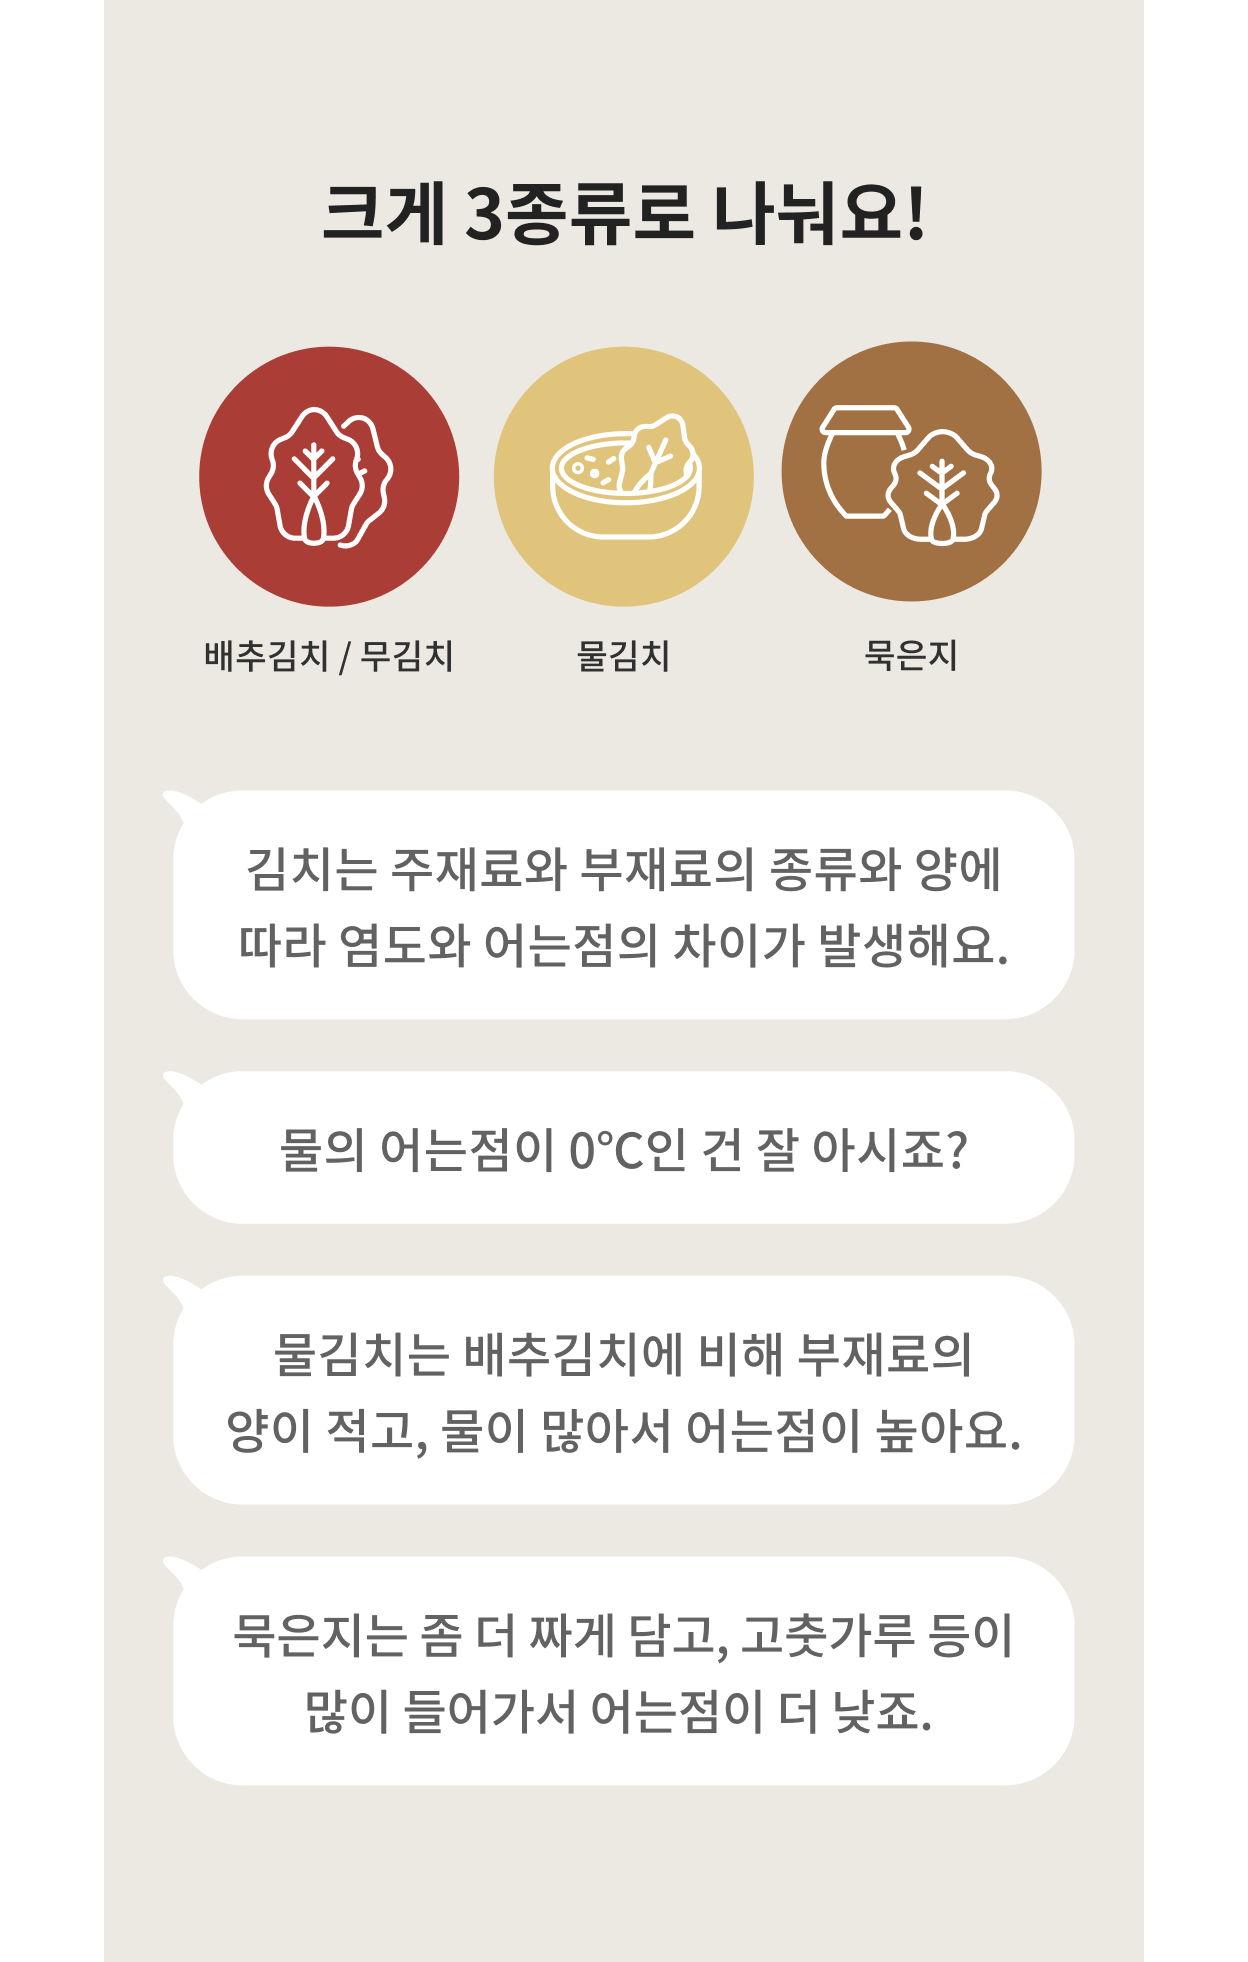 크게 3종류로 나눠요!
배추김치 / 무김치
물김치
묵은지
김치는 주재료와 부재료의 종류와 양에
따라 염도와 어는점의 차이가 발생해요.
물의 어는점이 0℃인 건 잘 아시죠?
물김치는 배추김치에 비해 부재료의
양이 적고, 물이 많아서 어는점이 높아요.
묵은지는 좀 더 짜게 담고, 고춧가루 등이
많이 들어가서 어는점이 더 낮죠.